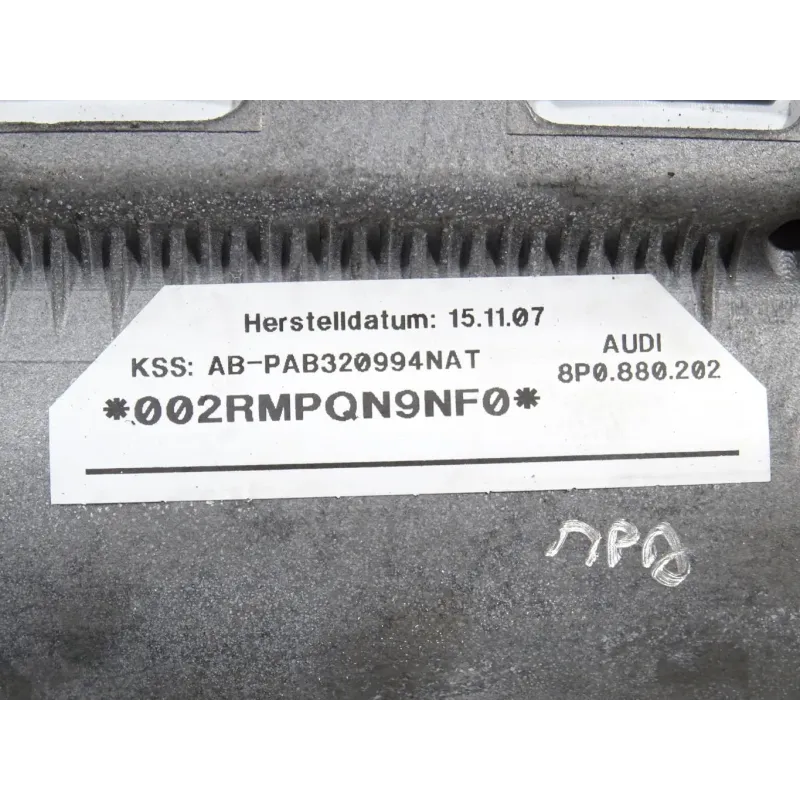 Herstelldatum: 15.11.07
KSS: AB-PAB320994NAT
AUDI
8P0.880.202
*002RMPQN9NF0*